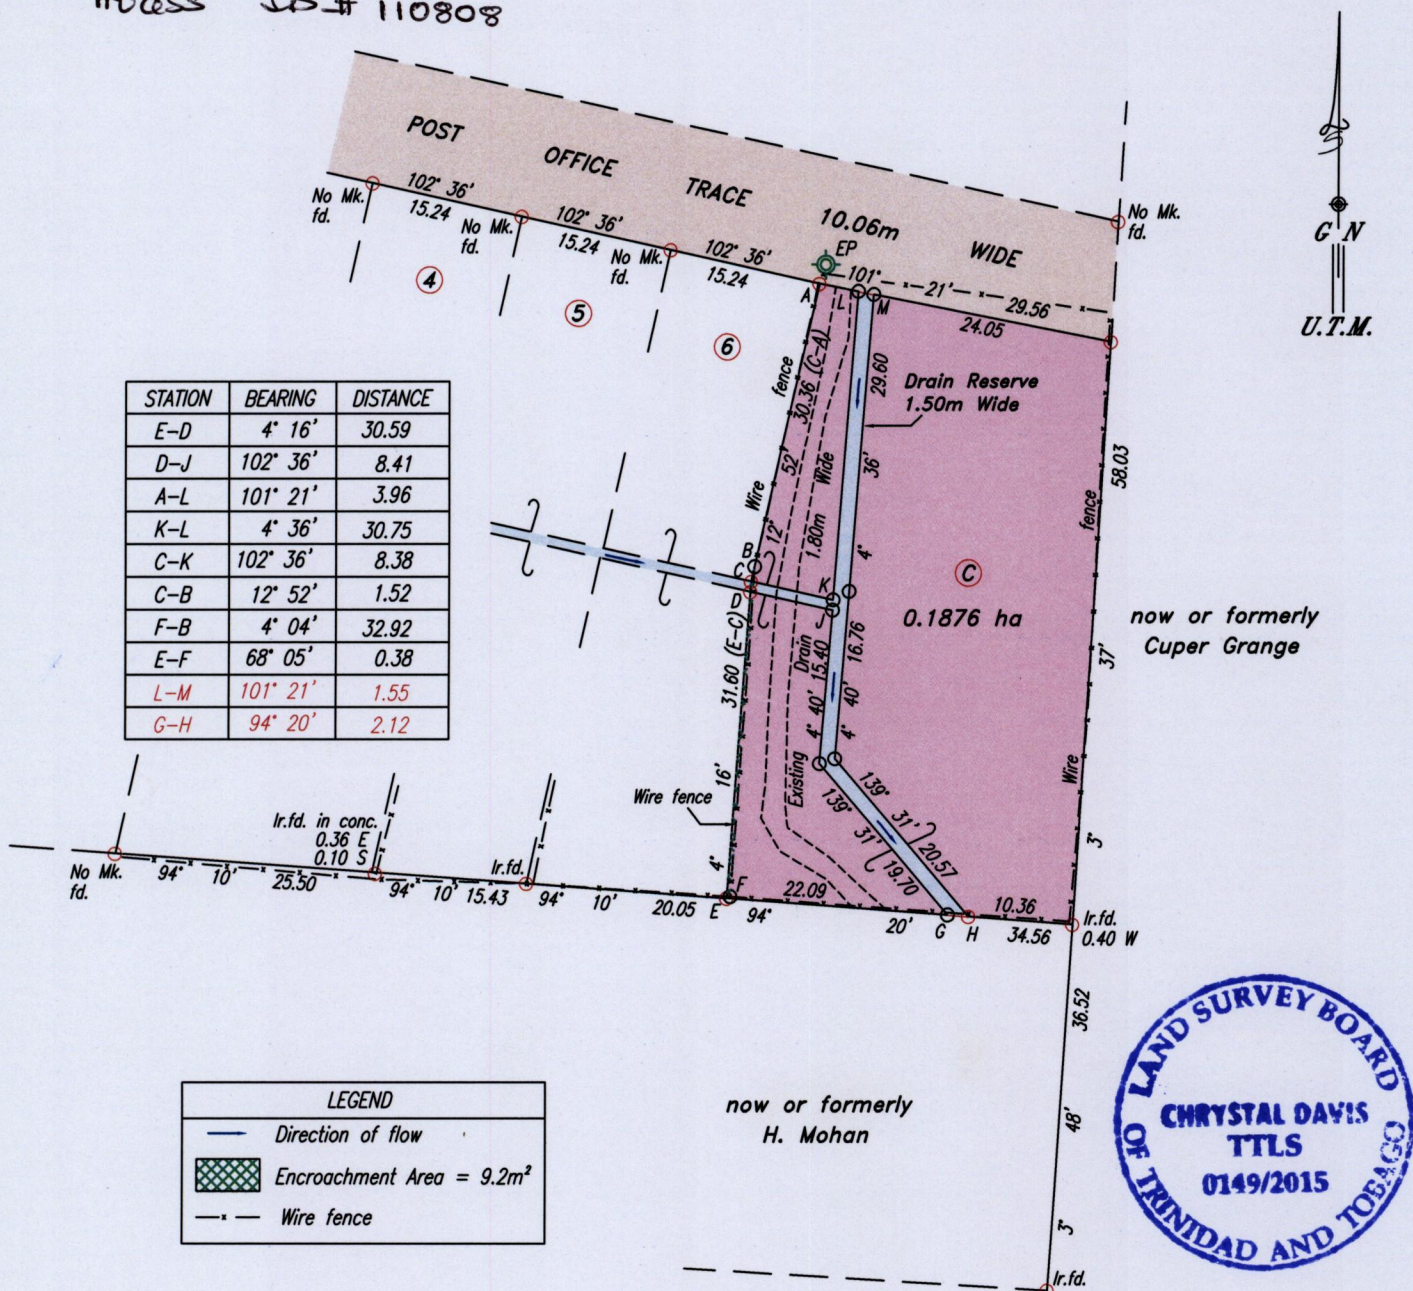 # 110808
POST OFFICE TRACE 10.06m WIDE
No Mk. fd.
102° 36'
15.24
No Mk. fd.
102° 36'
15.24
No Mk. fd.
102° 36'
15.24
EP
101° 21' 29.56
24.05
No Mk. fd.
G N
U.T.M.
4
5
6
A
L
M
STATION BEARING DISTANCE
E-D 4° 16' 30.59
D-J 102° 36' 8.41
A-L 101° 21' 3.96
K-L 4° 36' 30.75
C-K 102° 36' 8.38
C-B 12° 52' 1.52
F-B 4° 04' 32.92
E-F 68° 05' 0.38
L-M 101° 21' 1.55
G-H 94° 20' 2.12
Wire fence
12° 52' 30.36 (C-A)
Existing Drain 1.80m Wide
4° 36' 29.60
Drain Reserve
1.50m Wide
B
C
D
K
J
C
0.1876 ha
4° 16' 31.60 (E-C)
4° 40' 15.40
4° 40' 16.76
139° 31' 19.70
139° 31' 20.57
Wire fence
3° 37' 58.03
now or formerly
Cuper Grange
Wire fence
No Mk. fd.
94° 10' 25.50
Ir.fd. in conc.
0.36 E
0.10 S
94° 10' 15.43
Ir.fd.
94° 10' 20.05
E
F
22.09
94° 20' 34.56
G
H
10.36
Ir.fd.
0.40 W
3° 48' 36.52
Ir.fd.
now or formerly
H. Mohan
LEGEND
Direction of flow
Encroachment Area = 9.2m²
Wire fence
LAND SURVEY BOARD
OF TRINIDAD AND TOBAGO
CHRYSTAL DAVIS
TTLS
0149/2015